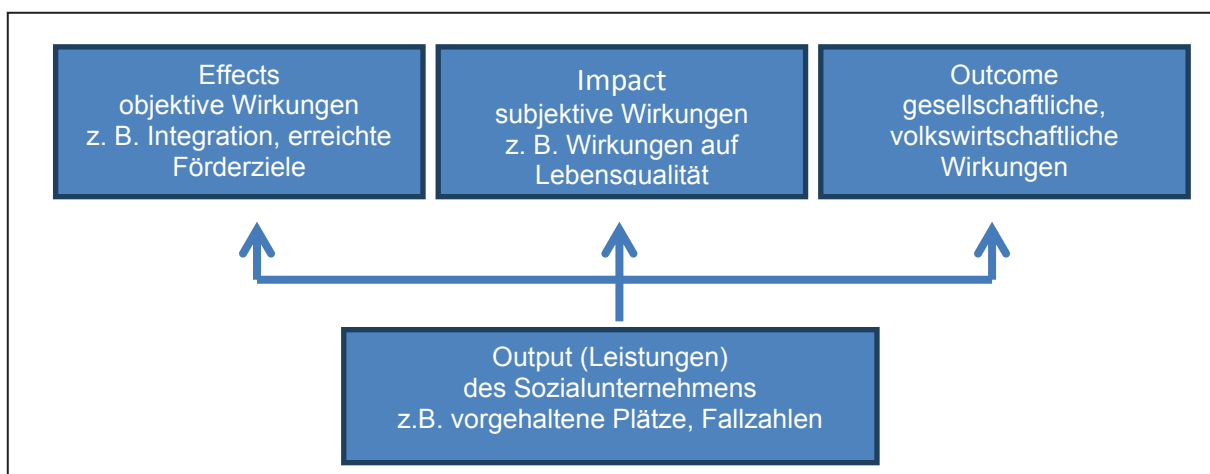 Effects
objektive Wirkungen
z. B. Integration, erreichte
Förderziele
Impact
subjektive Wirkungen
z. B. Wirkungen auf
Lebensqualität
Outcome
gesellschaftliche,
volkswirtschaftliche
Wirkungen
Output (Leistungen)
des Sozialunternehmens
z.B. vorgehaltene Plätze, Fallzahlen